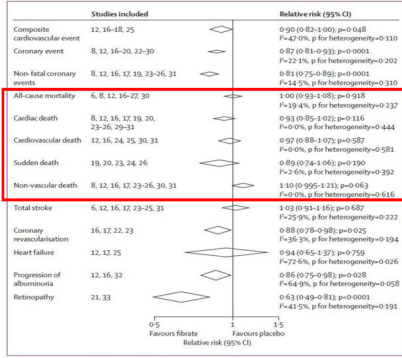 Studies included Relative risk (95% CI)
Composite 12, 16–18, 25 0·90 (0·82–1·00); p=0·048
cardiovascular event I²=47·0%, p for heterogeneity=0·110
Coronary event 8, 12, 16–20, 22–30 0·87 (0·81–0·93); p<0·0001
I²=22·1%, p for heterogeneity=0·202
Non-fatal coronary 8, 12, 16, 17, 19, 23–26, 31 0·81 (0·75–0·89); p<0·0001
events I²=14·5%, p for heterogeneity=0·310
All-cause mortality 6, 8, 12, 16–27, 30 1·00 (0·93–1·08); p=0·918
I²=19·4%, p for heterogeneity=0·237
Cardiac death 8, 12, 16, 17, 19, 20, 0·93 (0·85–1·02); p=0·116
23–26, 29–31 I²=0·0%, p for heterogeneity=0·444
Cardiovascular death 12, 16, 24, 25, 30, 31 0·97 (0·88–1·07); p=0·587
I²=0·0%, p for heterogeneity=0·581
Sudden death 19, 20, 23, 24, 26 0·89 (0·74–1·06); p=0·190
I²=2·6%, p for heterogeneity=0·392
Non-vascular death 8, 12, 16, 17, 23–26, 30, 31 1·10 (0·995–1·21); p=0·063
I²=0·0%, p for heterogeneity=0·616
Total stroke 6, 12, 16, 17, 23–25, 31 1·03 (0·91–1·16); p=0·687
I²=25·9%, p for heterogeneity=0·222
Coronary 16, 17, 22, 23 0·88 (0·78–0·98); p=0·025
revascularisation I²=36·3%, p for heterogeneity=0·194
Heart failure 12, 17, 25 0·94 (0·65–1·37); p=0·759
I²=72·6%, p for heterogeneity=0·026
Progression of 12, 16, 32 0·86 (0·75–0·98); p=0·028
albuminuria I²=64·9%, p for heterogeneity=0·058
Retinopathy 21, 33 0·63 (0·49–0·81); p<0·0001
I²=41·5%, p for heterogeneity=0·191
0·5 1 1·5
Favours fibrate Favours placebo
Relative risk (95% CI)